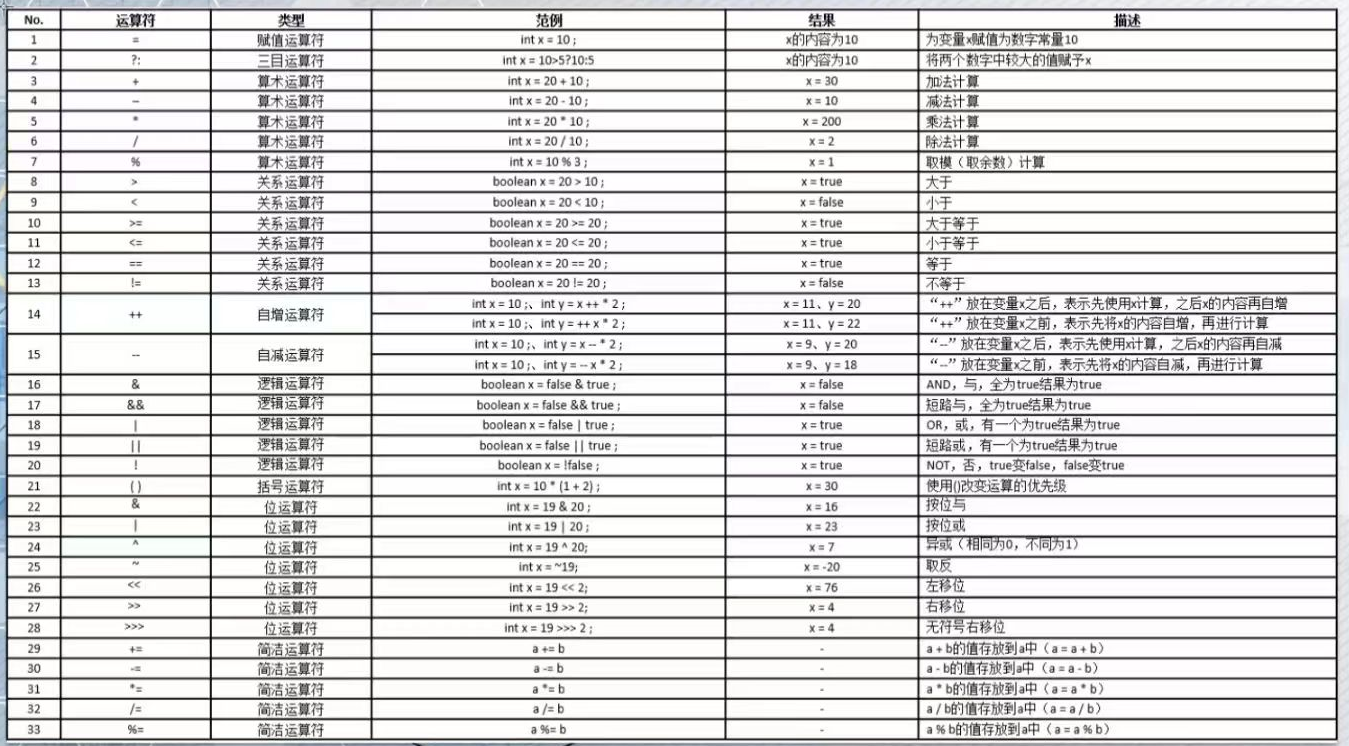 No. 运算符 类型 范例 结果 描述
1 = 赋值运算符 int x = 10 ; x的内容为10 为变量x赋值为数字常量10
2 ?: 三目运算符 int x = 10>5?10:5 x的内容为10 将两个数字中较大的值赋予x
3 + 算术运算符 int x = 20 + 10 ; x = 30 加法计算
4 – 算术运算符 int x = 20 - 10 ; x = 10 减法计算
5 * 算术运算符 int x = 20 * 10 ; x = 200 乘法计算
6 / 算术运算符 int x = 20 / 10 ; x = 2 除法计算
7 % 算术运算符 int x = 10 % 3 ; x = 1 取模（取余数）计算
8 > 关系运算符 boolean x = 20 > 10 ; x = true 大于
9 < 关系运算符 boolean x = 20 < 10 ; x = false 小于
10 >= 关系运算符 boolean x = 20 >= 20 ; x = true 大于等于
11 <= 关系运算符 boolean x = 20 <= 20 ; x = true 小于等于
12 == 关系运算符 boolean x = 20 == 20 ; x = true 等于
13 != 关系运算符 boolean x = 20 != 20 ; x = false 不等于
14 ++ 自增运算符 int x = 10 ;、int y = x ++ * 2 ; x = 11、y = 20 “++”放在变量x之后，表示先使用x计算，之后x的内容再自增
int x = 10 ;、int y = ++ x * 2 ; x = 11、y = 22 “++”放在变量x之前，表示先将x的内容自增，再进行计算
15 -- 自减运算符 int x = 10 ;、int y = x -- * 2 ; x = 9、y = 20 “--”放在变量x之后，表示先使用x计算，之后x的内容再自减
int x = 10 ;、int y = -- x * 2 ; x = 9、y = 18 “--”放在变量x之前，表示先将x的内容自减，再进行计算
16 & 逻辑运算符 boolean x = false & true ; x = false AND，与，全为true结果为true
17 && 逻辑运算符 boolean x = false && true ; x = false 短路与，全为true结果为true
18 | 逻辑运算符 boolean x = false | true ; x = true OR，或，有一个为true结果为true
19 || 逻辑运算符 boolean x = false || true ; x = true 短路或，有一个为true结果为true
20 ! 逻辑运算符 boolean x = !false ; x = true NOT，否，true变false，false变true
21 ( ) 括号运算符 int x = 10 * (1 + 2) ; x = 30 使用()改变运算的优先级
22 & 位运算符 int x = 19 & 20 ; x = 16 按位与
23 | 位运算符 int x = 19 | 20 ; x = 23 按位或
24 ^ 位运算符 int x = 19 ^ 20; x = 7 异或（相同为0，不同为1）
25 ~ 位运算符 int x = ~19; x = -20 取反
26 << 位运算符 int x = 19 << 2; x = 76 左移位
27 >> 位运算符 int x = 19 >> 2; x = 4 右移位
28 >>> 位运算符 int x = 19 >>> 2 ; x = 4 无符号右移位
29 += 简洁运算符 a += b - a + b的值存放到a中（a = a + b）
30 -= 简洁运算符 a -= b - a - b的值存放到a中（a = a - b）
31 *= 简洁运算符 a *= b - a * b的值存放到a中（a = a * b）
32 /= 简洁运算符 a /= b - a / b的值存放到a中（a = a / b）
33 %= 简洁运算符 a %= b - a % b的值存放到a中（a = a % b）